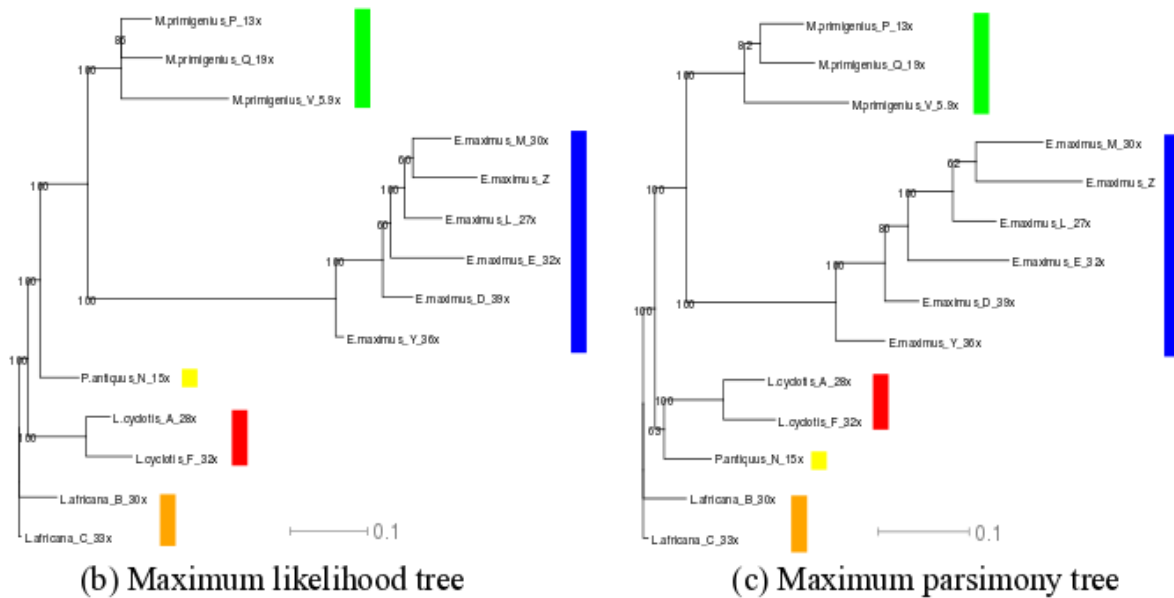 M.primigenius_P_13x
86
M.primigenius_Q_19x
100
M.primigenius_V_5.9x
E.maximus_M_30x
60
E.maximus_Z
100
100
E.maximus_L_27x
60
E.maximus_E_32x
100
100
E.maximus_D_39x
100
E.maximus_Y_36x
100
P.antiquus_N_15x
L.cyclotis_A_28x
100
L.cyclotis_F_32x
L.africana_B_30x
0.1
L.africana_C_33x
(b) Maximum likelihood tree
M.primigenius_P_13x
82
M.primigenius_Q_19x
100
M.primigenius_V_5.9x
E.maximus_M_30x
62
E.maximus_Z
100
100
E.maximus_L_27x
80
E.maximus_E_32x
100
100
E.maximus_D_39x
100
E.maximus_Y_36x
L.cyclotis_A_28x
100
L.cyclotis_F_32x
63
P.antiquus_N_15x
L.africana_B_30x
0.1
L.africana_C_33x
(c) Maximum parsimony tree